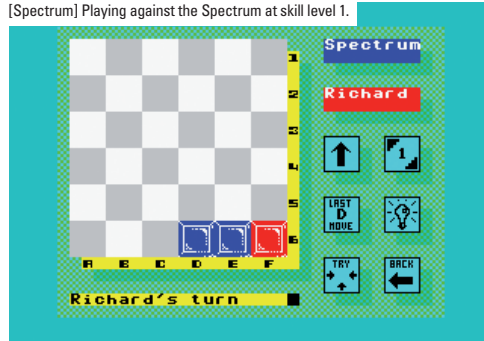 [Spectrum] Playing against the Spectrum at skill level 1.
Spectrum
1
2
Richard
3
4
1
5
LAST
D
MOVE
6
A B C D E F
TRY
BACK
Richard's turn